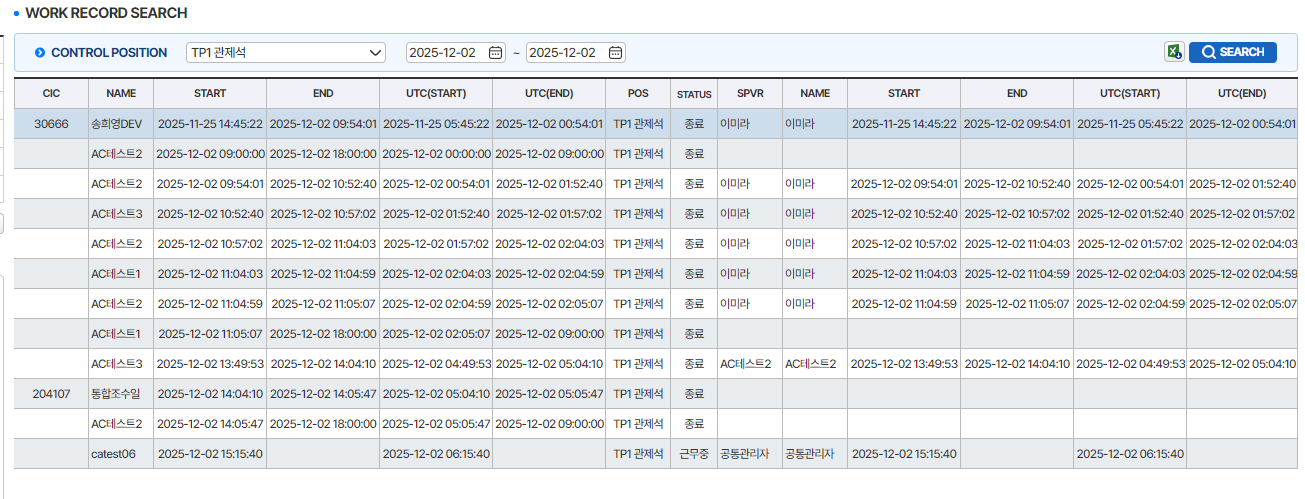 WORK RECORD SEARCH
CONTROL POSITION TP1 관제석 2025-12-02 ~ 2025-12-02 SEARCH
CIC NAME START END UTC(START) UTC(END) POS STATUS SPVR NAME START END UTC(START) UTC(END)
30666 송희영DEV 2025-11-25 14:45:22 2025-12-02 09:54:01 2025-11-25 05:45:22 2025-12-02 00:54:01 TP1 관제석 종료 이미라 이미라 2025-11-25 14:45:22 2025-12-02 09:54:01 2025-11-25 05:45:22 2025-12-02 00:54:01
AC테스트2 2025-12-02 09:00:00 2025-12-02 18:00:00 2025-12-02 00:00:00 2025-12-02 09:00:00 TP1 관제석 종료
AC테스트2 2025-12-02 09:54:01 2025-12-02 10:52:40 2025-12-02 00:54:01 2025-12-02 01:52:40 TP1 관제석 종료 이미라 이미라 2025-12-02 09:54:01 2025-12-02 10:52:40 2025-12-02 00:54:01 2025-12-02 01:52:40
AC테스트3 2025-12-02 10:52:40 2025-12-02 10:57:02 2025-12-02 01:52:40 2025-12-02 01:57:02 TP1 관제석 종료 이미라 이미라 2025-12-02 10:52:40 2025-12-02 10:57:02 2025-12-02 01:52:40 2025-12-02 01:57:02
AC테스트2 2025-12-02 10:57:02 2025-12-02 11:04:03 2025-12-02 01:57:02 2025-12-02 02:04:03 TP1 관제석 종료 이미라 이미라 2025-12-02 10:57:02 2025-12-02 11:04:03 2025-12-02 01:57:02 2025-12-02 02:04:03
AC테스트1 2025-12-02 11:04:03 2025-12-02 11:04:59 2025-12-02 02:04:03 2025-12-02 02:04:59 TP1 관제석 종료 이미라 이미라 2025-12-02 11:04:03 2025-12-02 11:04:59 2025-12-02 02:04:03 2025-12-02 02:04:59
AC테스트2 2025-12-02 11:04:59 2025-12-02 11:05:07 2025-12-02 02:04:59 2025-12-02 02:05:07 TP1 관제석 종료 이미라 이미라 2025-12-02 11:04:59 2025-12-02 11:05:07 2025-12-02 02:04:59 2025-12-02 02:05:07
AC테스트1 2025-12-02 11:05:07 2025-12-02 18:00:00 2025-12-02 02:05:07 2025-12-02 09:00:00 TP1 관제석 종료
AC테스트3 2025-12-02 13:49:53 2025-12-02 14:04:10 2025-12-02 04:49:53 2025-12-02 05:04:10 TP1 관제석 종료 AC테스트2 AC테스트2 2025-12-02 13:49:53 2025-12-02 14:04:10 2025-12-02 04:49:53 2025-12-02 05:04:10
204107 통합조수일 2025-12-02 14:04:10 2025-12-02 14:05:47 2025-12-02 05:04:10 2025-12-02 05:05:47 TP1 관제석 종료
AC테스트2 2025-12-02 14:05:47 2025-12-02 18:00:00 2025-12-02 05:05:47 2025-12-02 09:00:00 TP1 관제석 종료
catest06 2025-12-02 15:15:40 2025-12-02 06:15:40 TP1 관제석 근무중 공통관리자 공통관리자 2025-12-02 15:15:40 2025-12-02 06:15:40